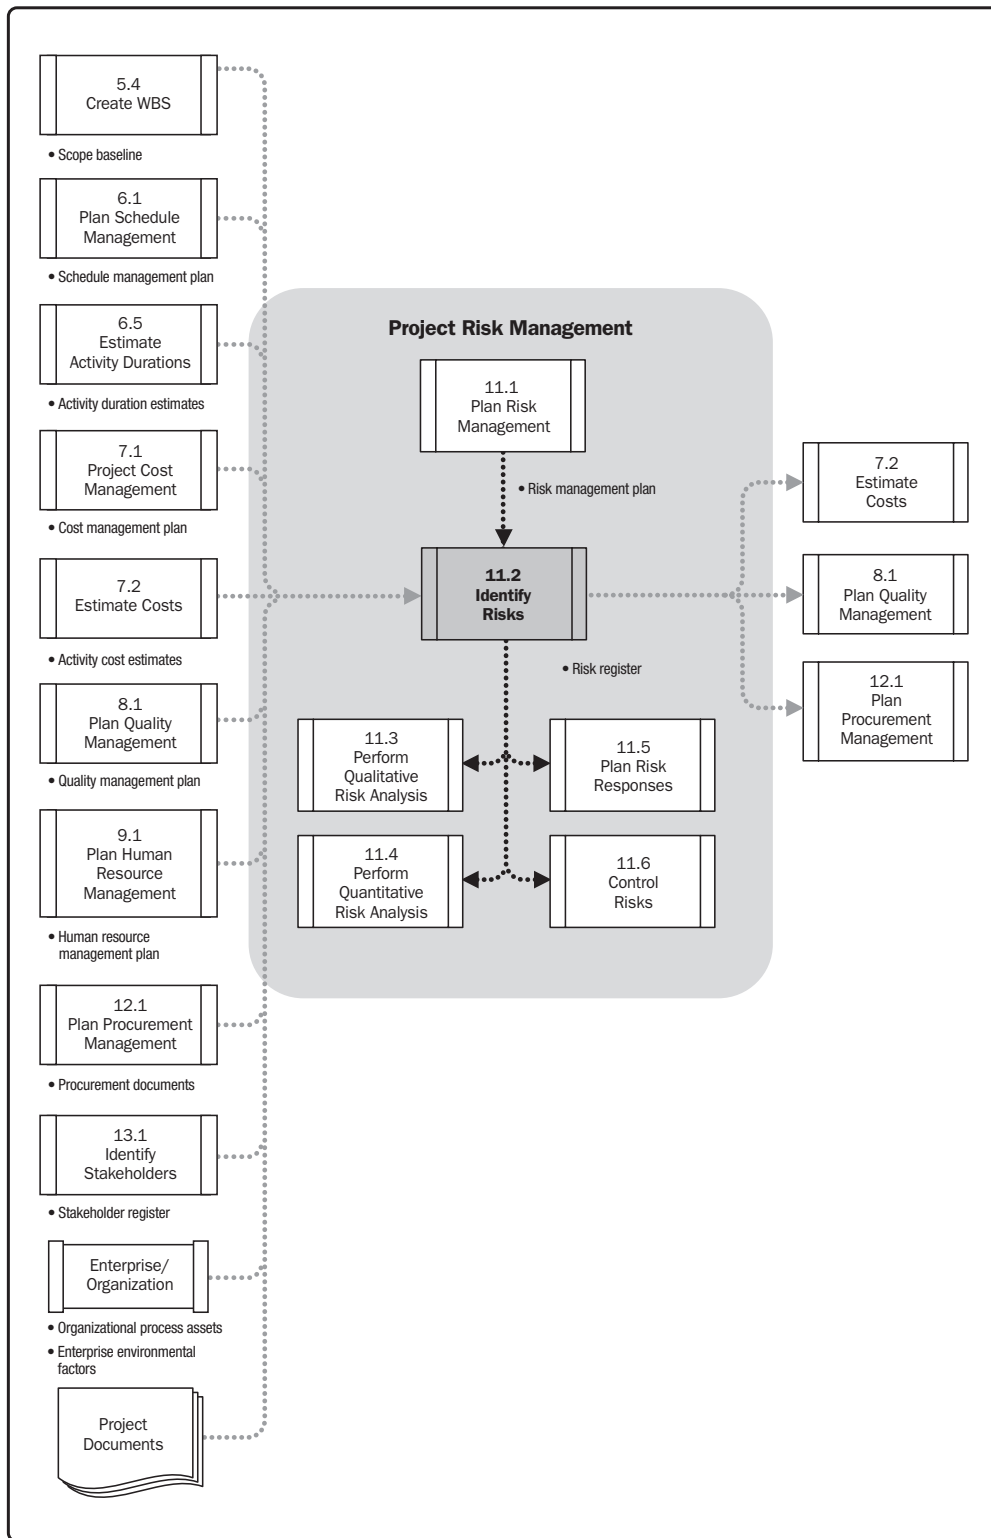 5.4
Create WBS
• Scope baseline
6.1
Plan Schedule
Management
• Schedule management plan
6.5
Estimate
Activity Durations
• Activity duration estimates
7.1
Project Cost
Management
• Cost management plan
7.2
Estimate Costs
• Activity cost estimates
8.1
Plan Quality
Management
• Quality management plan
9.1
Plan Human
Resource
Management
• Human resource
management plan
12.1
Plan Procurement
Management
• Procurement documents
13.1
Identify
Stakeholders
• Stakeholder register
Enterprise/
Organization
• Organizational process assets
• Enterprise environmental
factors
Project
Documents
Project Risk Management
11.1
Plan Risk
Management
• Risk management plan
11.2
Identify
Risks
• Risk register
11.3
Perform
Qualitative
Risk Analysis
11.5
Plan Risk
Responses
11.4
Perform
Quantitative
Risk Analysis
11.6
Control
Risks
7.2
Estimate
Costs
8.1
Plan Quality
Management
12.1
Plan
Procurement
Management